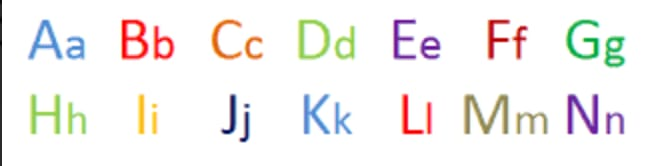 Aa Bb Cc Dd Ee Ff Gg
Hh Ii Jj Kk Ll Mm Nn